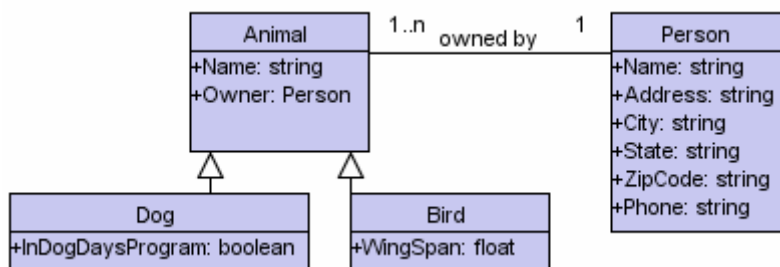 Animal
+Name: string
+Owner: Person
1..n
owned by
1
Person
+Name: string
+Address: string
+City: string
+State: string
+ZipCode: string
+Phone: string
Dog
+InDogDaysProgram: boolean
Bird
+WingSpan: float